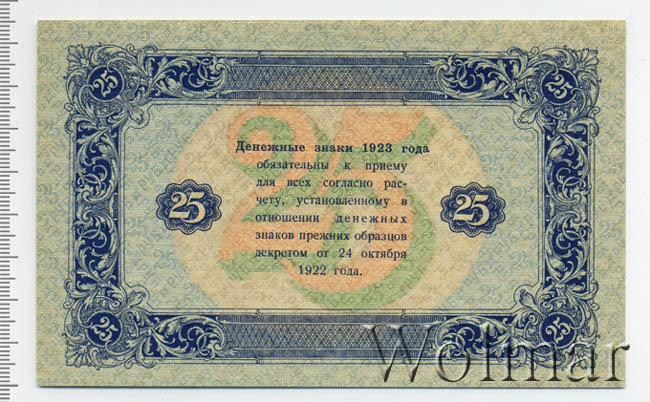 25 25
25
Денежные знаки 1923 года
обязательны к приему
для всех согласно рас-
чету, установленному в
25 25
отношении денежных
знаков прежних образцов
декретом от 24 октября
1922 года.
25 25
Wolmar